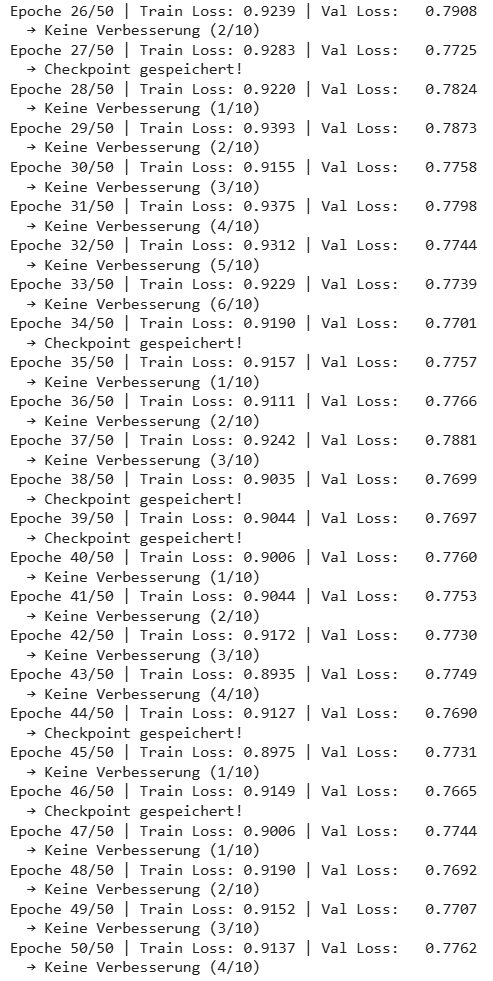 Epoche 26/50 | Train Loss: 0.9239 | Val Loss:   0.7908
  → Keine Verbesserung (2/10)
Epoche 27/50 | Train Loss: 0.9283 | Val Loss:   0.7725
  → Checkpoint gespeichert!
Epoche 28/50 | Train Loss: 0.9220 | Val Loss:   0.7824
  → Keine Verbesserung (1/10)
Epoche 29/50 | Train Loss: 0.9393 | Val Loss:   0.7873
  → Keine Verbesserung (2/10)
Epoche 30/50 | Train Loss: 0.9155 | Val Loss:   0.7758
  → Keine Verbesserung (3/10)
Epoche 31/50 | Train Loss: 0.9375 | Val Loss:   0.7798
  → Keine Verbesserung (4/10)
Epoche 32/50 | Train Loss: 0.9312 | Val Loss:   0.7744
  → Keine Verbesserung (5/10)
Epoche 33/50 | Train Loss: 0.9229 | Val Loss:   0.7739
  → Keine Verbesserung (6/10)
Epoche 34/50 | Train Loss: 0.9190 | Val Loss:   0.7701
  → Checkpoint gespeichert!
Epoche 35/50 | Train Loss: 0.9157 | Val Loss:   0.7757
  → Keine Verbesserung (1/10)
Epoche 36/50 | Train Loss: 0.9111 | Val Loss:   0.7766
  → Keine Verbesserung (2/10)
Epoche 37/50 | Train Loss: 0.9242 | Val Loss:   0.7881
  → Keine Verbesserung (3/10)
Epoche 38/50 | Train Loss: 0.9035 | Val Loss:   0.7699
  → Checkpoint gespeichert!
Epoche 39/50 | Train Loss: 0.9044 | Val Loss:   0.7697
  → Checkpoint gespeichert!
Epoche 40/50 | Train Loss: 0.9006 | Val Loss:   0.7760
  → Keine Verbesserung (1/10)
Epoche 41/50 | Train Loss: 0.9044 | Val Loss:   0.7753
  → Keine Verbesserung (2/10)
Epoche 42/50 | Train Loss: 0.9172 | Val Loss:   0.7730
  → Keine Verbesserung (3/10)
Epoche 43/50 | Train Loss: 0.8935 | Val Loss:   0.7749
  → Keine Verbesserung (4/10)
Epoche 44/50 | Train Loss: 0.9127 | Val Loss:   0.7690
  → Checkpoint gespeichert!
Epoche 45/50 | Train Loss: 0.8975 | Val Loss:   0.7731
  → Keine Verbesserung (1/10)
Epoche 46/50 | Train Loss: 0.9149 | Val Loss:   0.7665
  → Checkpoint gespeichert!
Epoche 47/50 | Train Loss: 0.9006 | Val Loss:   0.7744
  → Keine Verbesserung (1/10)
Epoche 48/50 | Train Loss: 0.9190 | Val Loss:   0.7692
  → Keine Verbesserung (2/10)
Epoche 49/50 | Train Loss: 0.9152 | Val Loss:   0.7707
  → Keine Verbesserung (3/10)
Epoche 50/50 | Train Loss: 0.9137 | Val Loss:   0.7762
  → Keine Verbesserung (4/10)